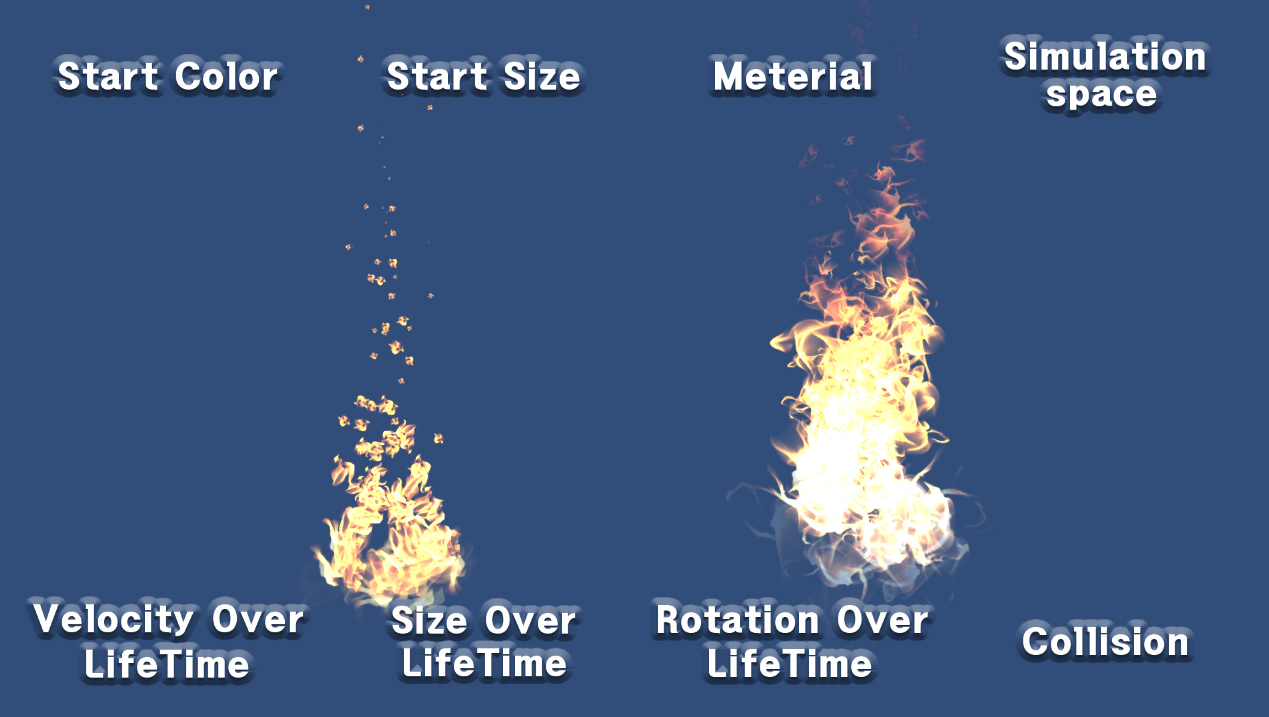 Start Color
Start Size
Meterial
Simulation
space
Velocity Over
LifeTime
Size Over
LifeTime
Rotation Over
LifeTime
Collision